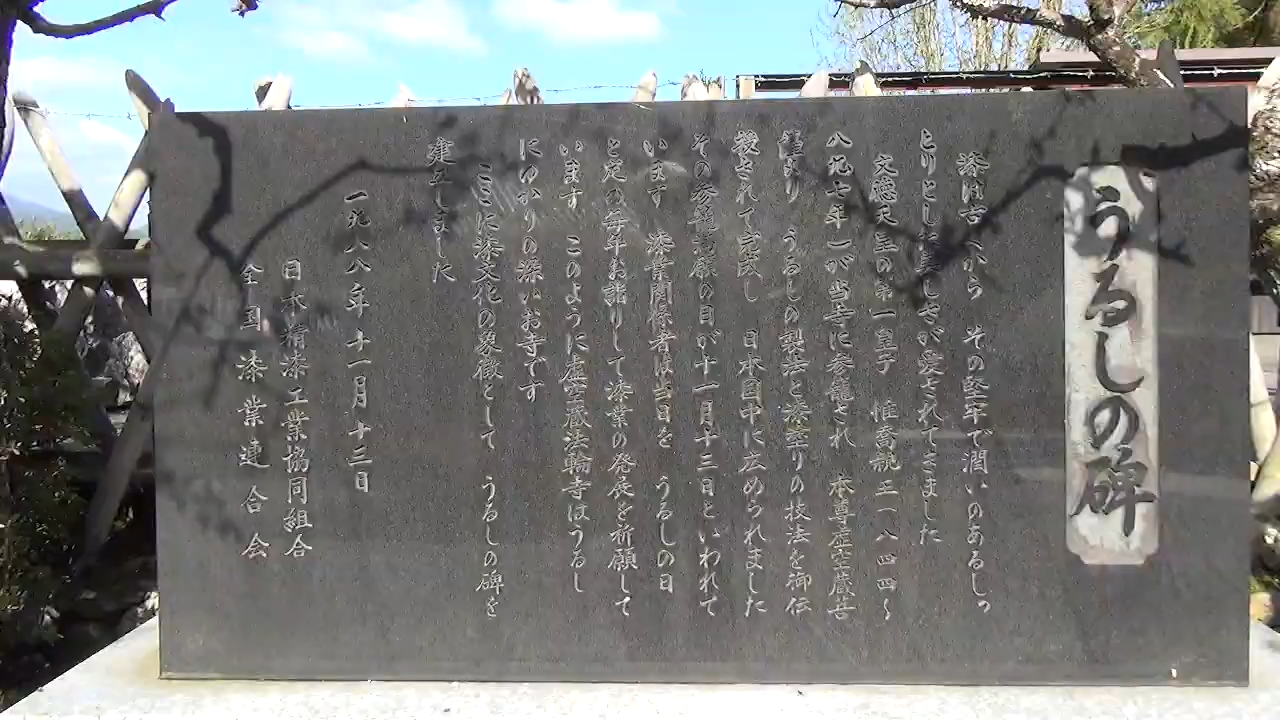 うるしの碑
漆は古へから その堅牢で潤いのあるしっ
とりとした美しさが愛されてきました
文徳天皇の第一皇子 惟喬親王(八四四〜
八九七年)が当寺に参籠され 本尊虚空蔵菩
薩より うるしの製法と漆塗りの技法を御伝
授されて完成し 日本国中に広められました
その参籠満願の日が十一月十三日といわれて
います 漆業関係者は当日を うるしの日
と定め毎年お詣りして漆業の発展を祈願して
います このように虚空蔵法輪寺はうるし
にゆかりの深いお寺です
ここに漆文化の象徴として うるしの碑を
建立しました
一九八八年十一月十三日
日本精漆工業協同組合
全国漆業連合会